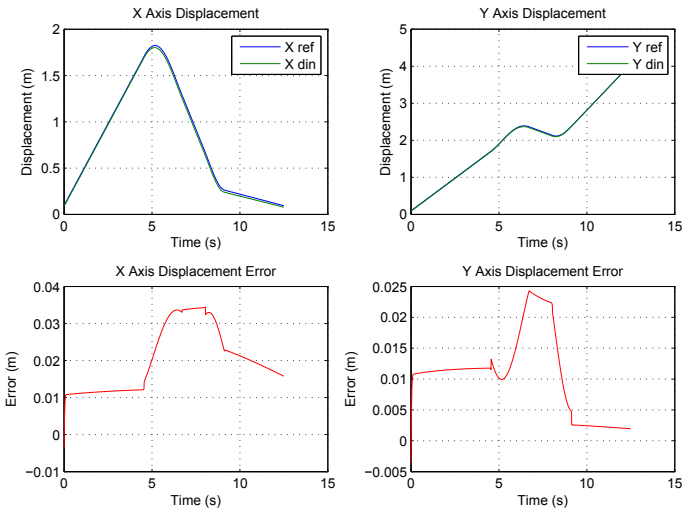 X Axis Displacement
2
1.5
1
0.5
0
Displacement (m)
X ref
X din
0
5
10
15
Time (s)
Y Axis Displacement
5
4
3
2
1
0
Displacement (m)
Y ref
Y din
0
5
10
15
Time (s)
X Axis Displacement Error
0.04
0.03
0.02
0.01
0
−0.01
Error (m)
0
5
10
15
Time (s)
Y Axis Displacement Error
0.025
0.02
0.015
0.01
0.005
0
−0.005
Error (m)
0
5
10
15
Time (s)